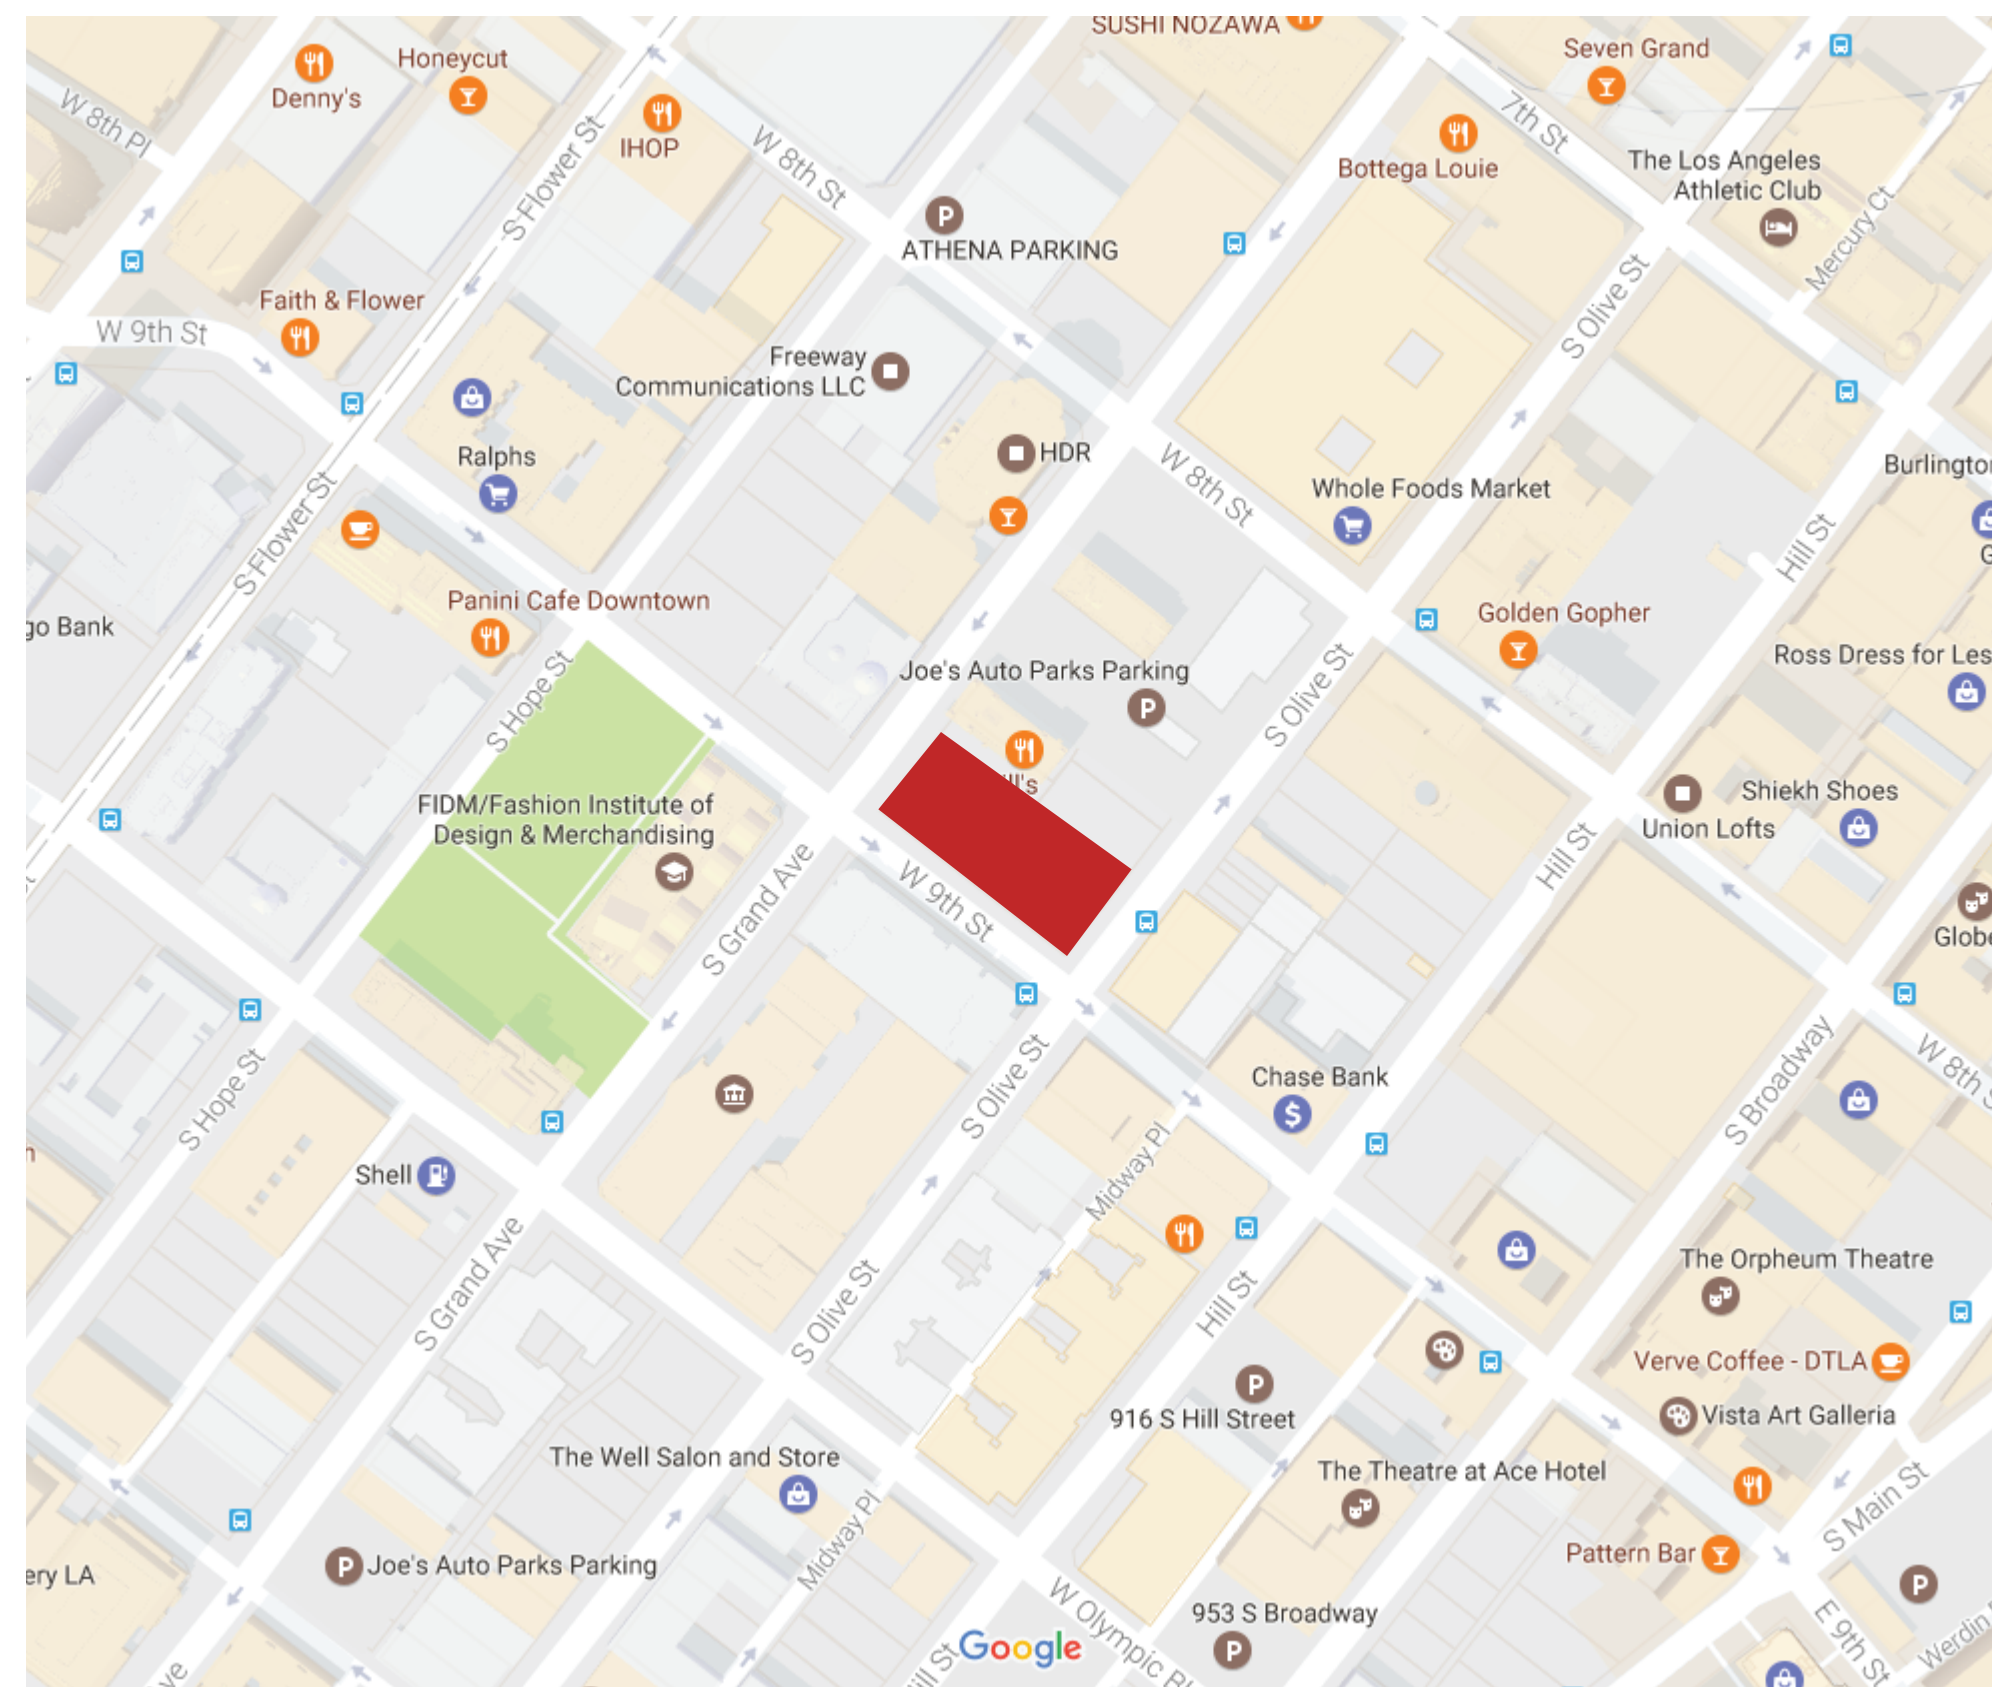 SUSHI NOZAWA
Seven Grand
Honeycut
Denny's
W 8th Pl
IHOP
W 8th St
S Flower St
7th St
Bottega Louie
The Los Angeles
Athletic Club
Mercury Ct
ATHENA PARKING
Faith & Flower
W 9th St
S Olive St
Freeway
Communications LLC
HDR
Ralphs
W 8th St
Whole Foods Market
S Flower St
Hill St
Panini Cafe Downtown
Golden Gopher
go Bank
S Hope St
Joe's Auto Parks Parking
S Olive St
Ross Dress for Les
FIDM/Fashion Institute of
Design & Merchandising
Shiekh Shoes
Union Lofts
Hill St
S Grand Ave
W 9th St
Chase Bank
S Olive St
S Hope St
S Broadway
W 8th S
Midway Pl
Shell
S Grand Ave
S Olive St
Hill St
The Orpheum Theatre
Verve Coffee - DTLA
916 S Hill Street
Vista Art Galleria
The Well Salon and Store
The Theatre at Ace Hotel
S Main St
Midway Pl
Pattern Bar
Joe's Auto Parks Parking
ery LA
953 S Broadway
W Olympic Bl
Google
E 9th St
Werdin